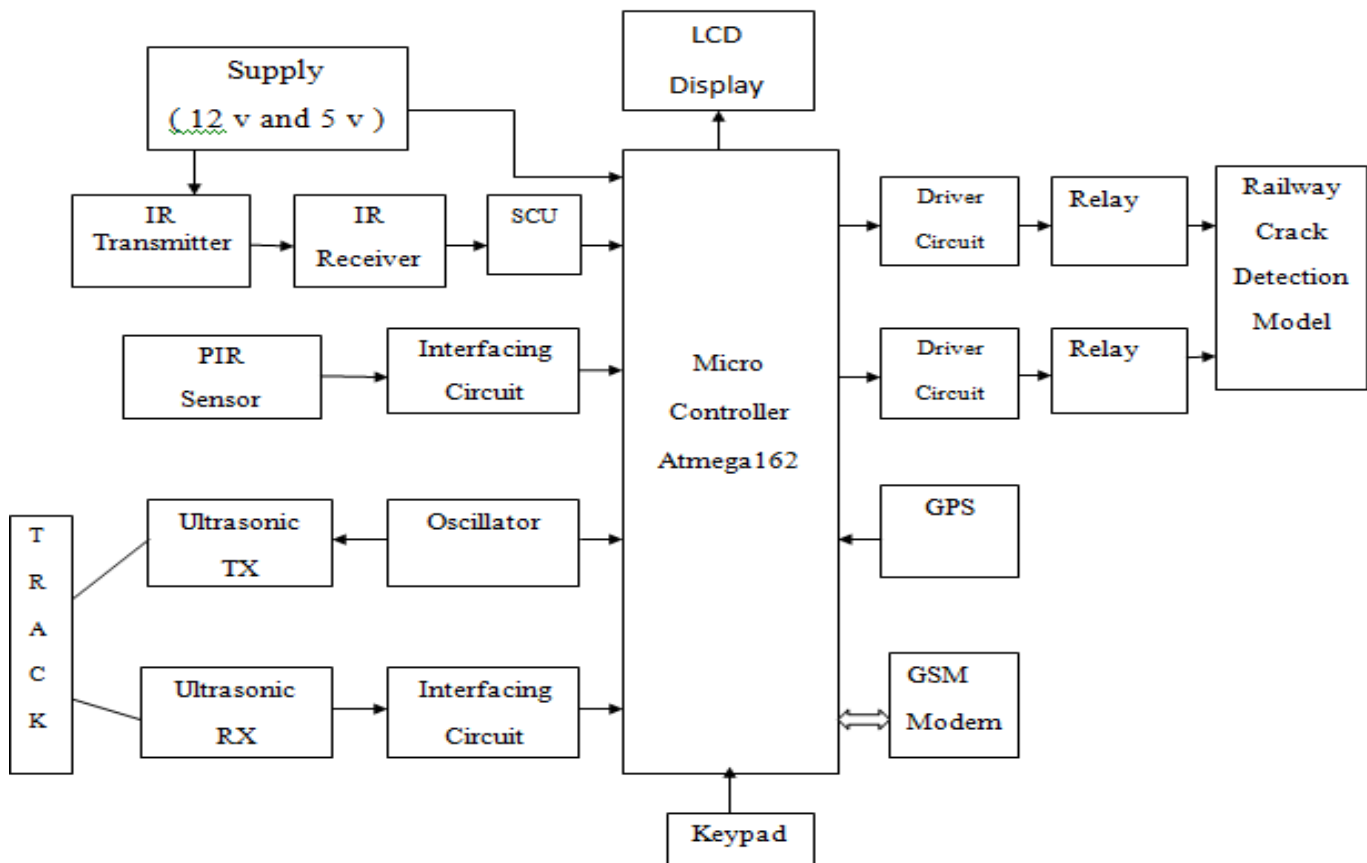 LCD
Display
Supply
( 12 v and 5 v )
IR
Transmitter
IR
Receiver
SCU
Driver
Circuit
Relay
Railway
Crack
Detection
Model
PIR
Sensor
Interfacing
Circuit
Micro
Controller
Atmega162
Driver
Circuit
Relay
T
R
A
C
K
Ultrasonic
TX
Oscillator
GPS
Ultrasonic
RX
Interfacing
Circuit
GSM
Modem
Keypad